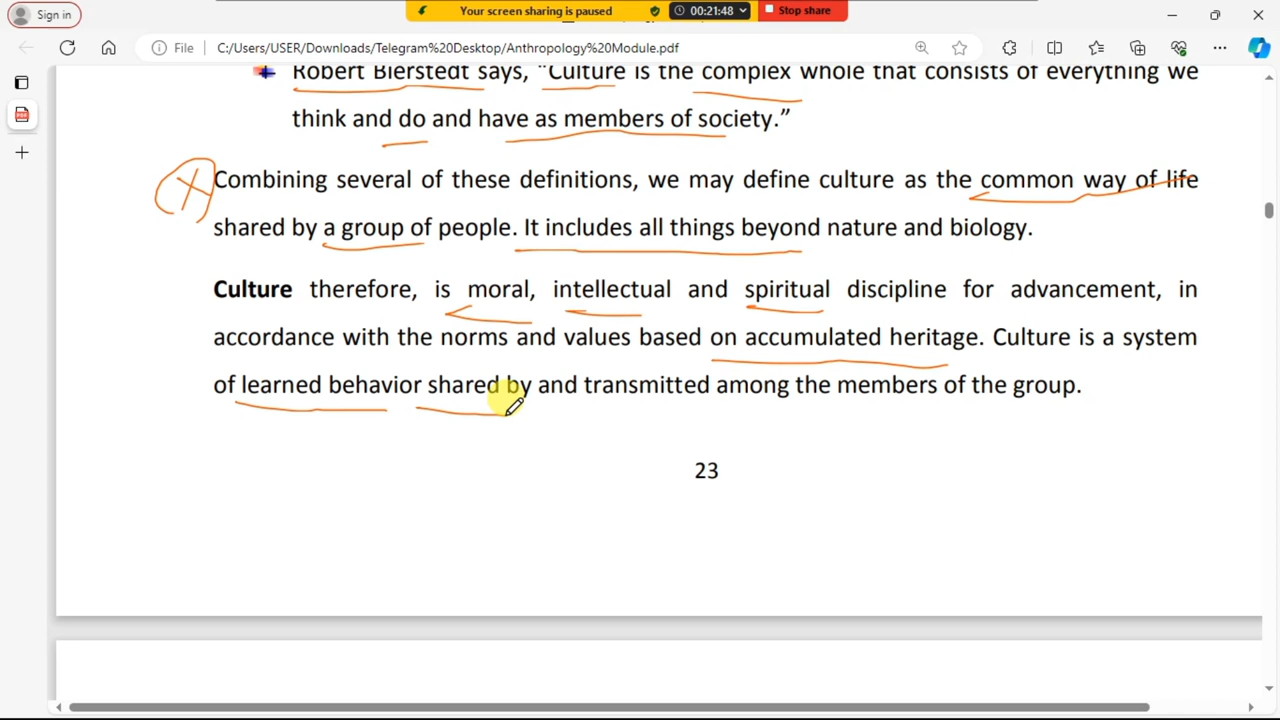 Sign in
Your screen sharing is paused
00:21:48
Stop share
File
C:/Users/USER/Downloads/Telegram%20Desktop/Anthropology%20Module.pdf
Robert Bierstedt says, “Culture is the complex whole that consists of everything we
think and do and have as members of society.”
Combining several of these definitions, we may define culture as the common way of life
shared by a group of people. It includes all things beyond nature and biology.
Culture therefore, is moral, intellectual and spiritual discipline for advancement, in
accordance with the norms and values based on accumulated heritage. Culture is a system
of learned behavior shared by and transmitted among the members of the group.
23